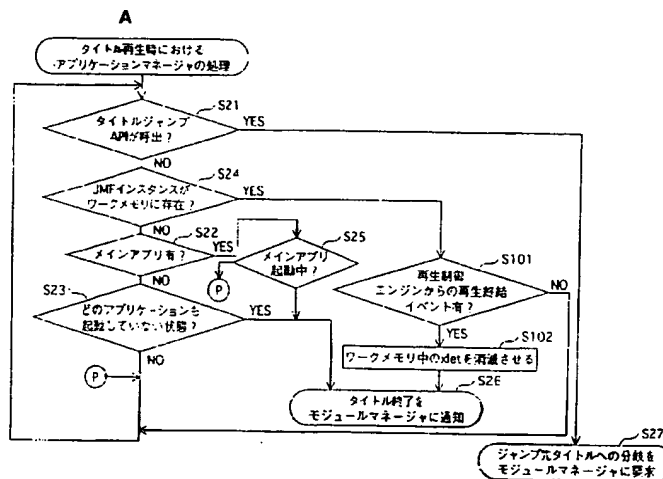 A
タイトル再生時における
アプリケーションマネージャの処理
S21
タイトルジャンプ
APIが呼出?
YES
NO
S24
JMFインスタンスが
ワークメモリに存在?
YES
NO
S22
メインアプリ有?
YES
NO
S25
メインアプリ
起動中?
P
S101
再生制御
エンジンからの再生終結
イベント有?
NO
YES
S23
どのアプリケーションも
起動していない状態?
YES
NO
P
S102
ワークメモリ中のxletを消滅させる
S26
タイトル終了を
モジュールマネージャに通知
S27
ジャンプ元タイトルへの分岐を
モジュールマネージャに要求